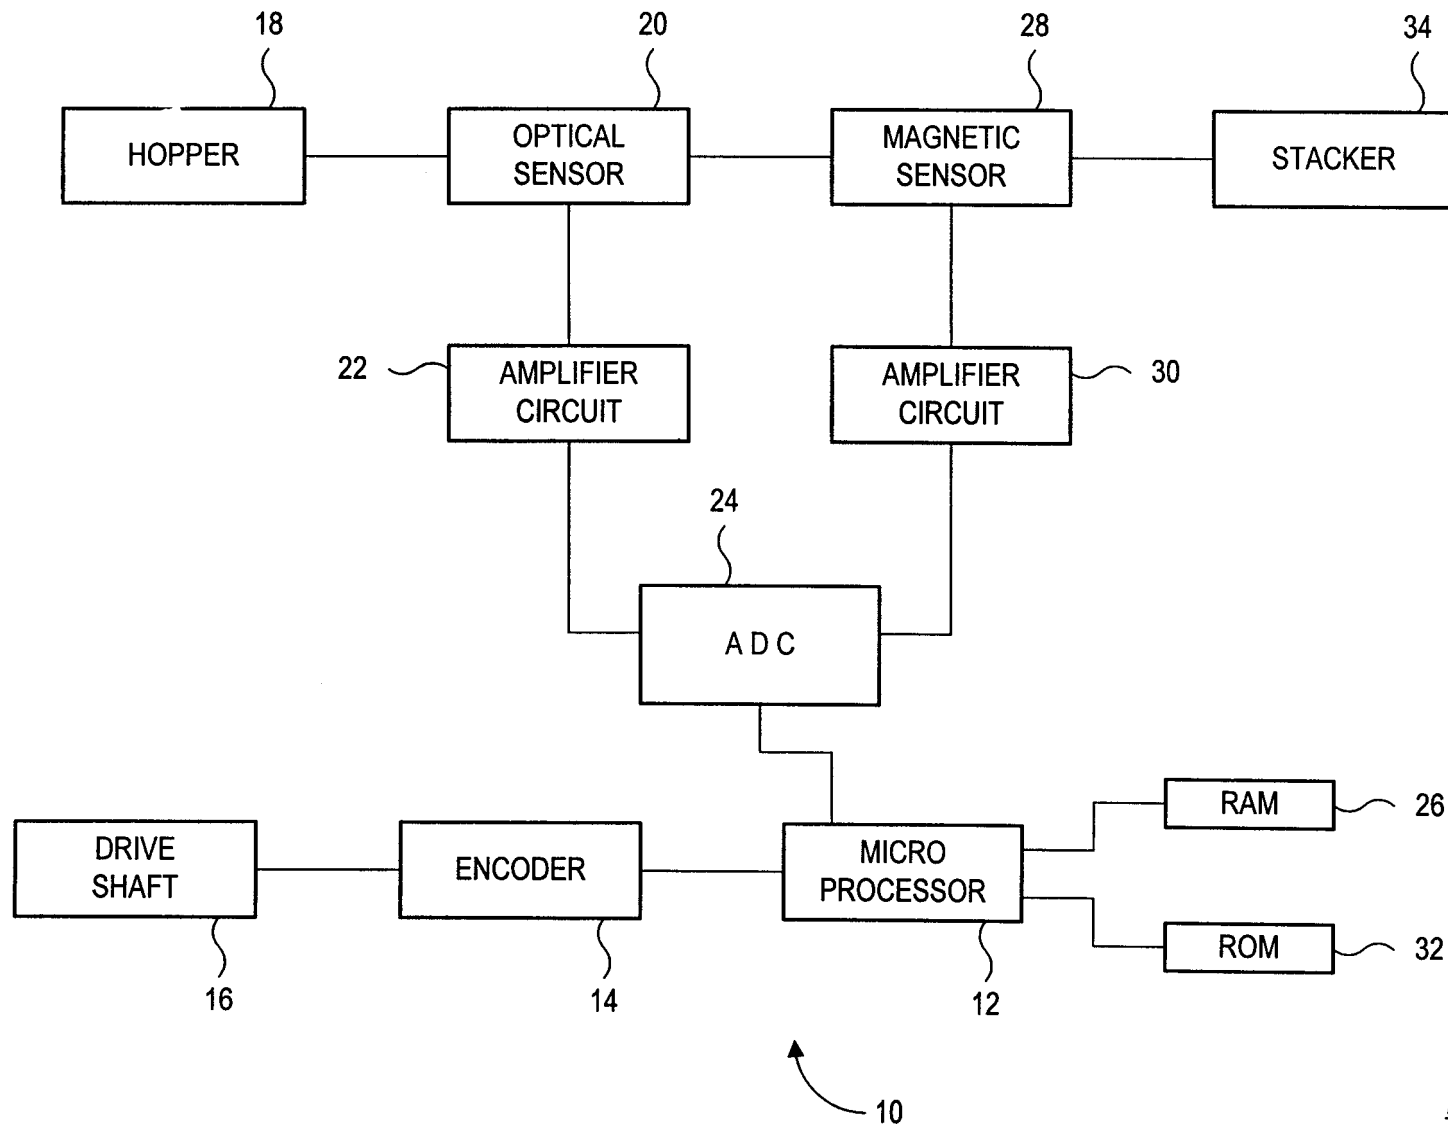 18
20
28
34
HOPPER
OPTICAL
SENSOR
MAGNETIC
SENSOR
STACKER
22
AMPLIFIER
CIRCUIT
AMPLIFIER
CIRCUIT
30
24
A D C
DRIVE
SHAFT
ENCODER
MICRO
PROCESSOR
RAM
26
ROM
32
16
14
12
10